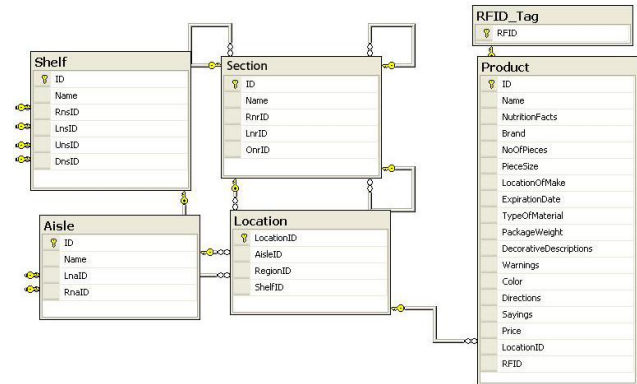 Shelf
ID
Name
RnsID
LnsID
UnsID
DnsID
Section
ID
Name
RnrID
LnrID
OnrID
RFID_Tag
RFID
Product
ID
Name
NutritionFacts
Brand
NoOfPieces
PieceSize
LocationOfMake
ExpirationDate
TypeOfMaterial
PackageWeight
DecorativeDescriptions
Warnings
Color
Directions
Sayings
Price
LocationID
RFID
Aisle
ID
Name
LnaID
RnaID
Location
LocationID
AisleID
RegionID
ShelfID